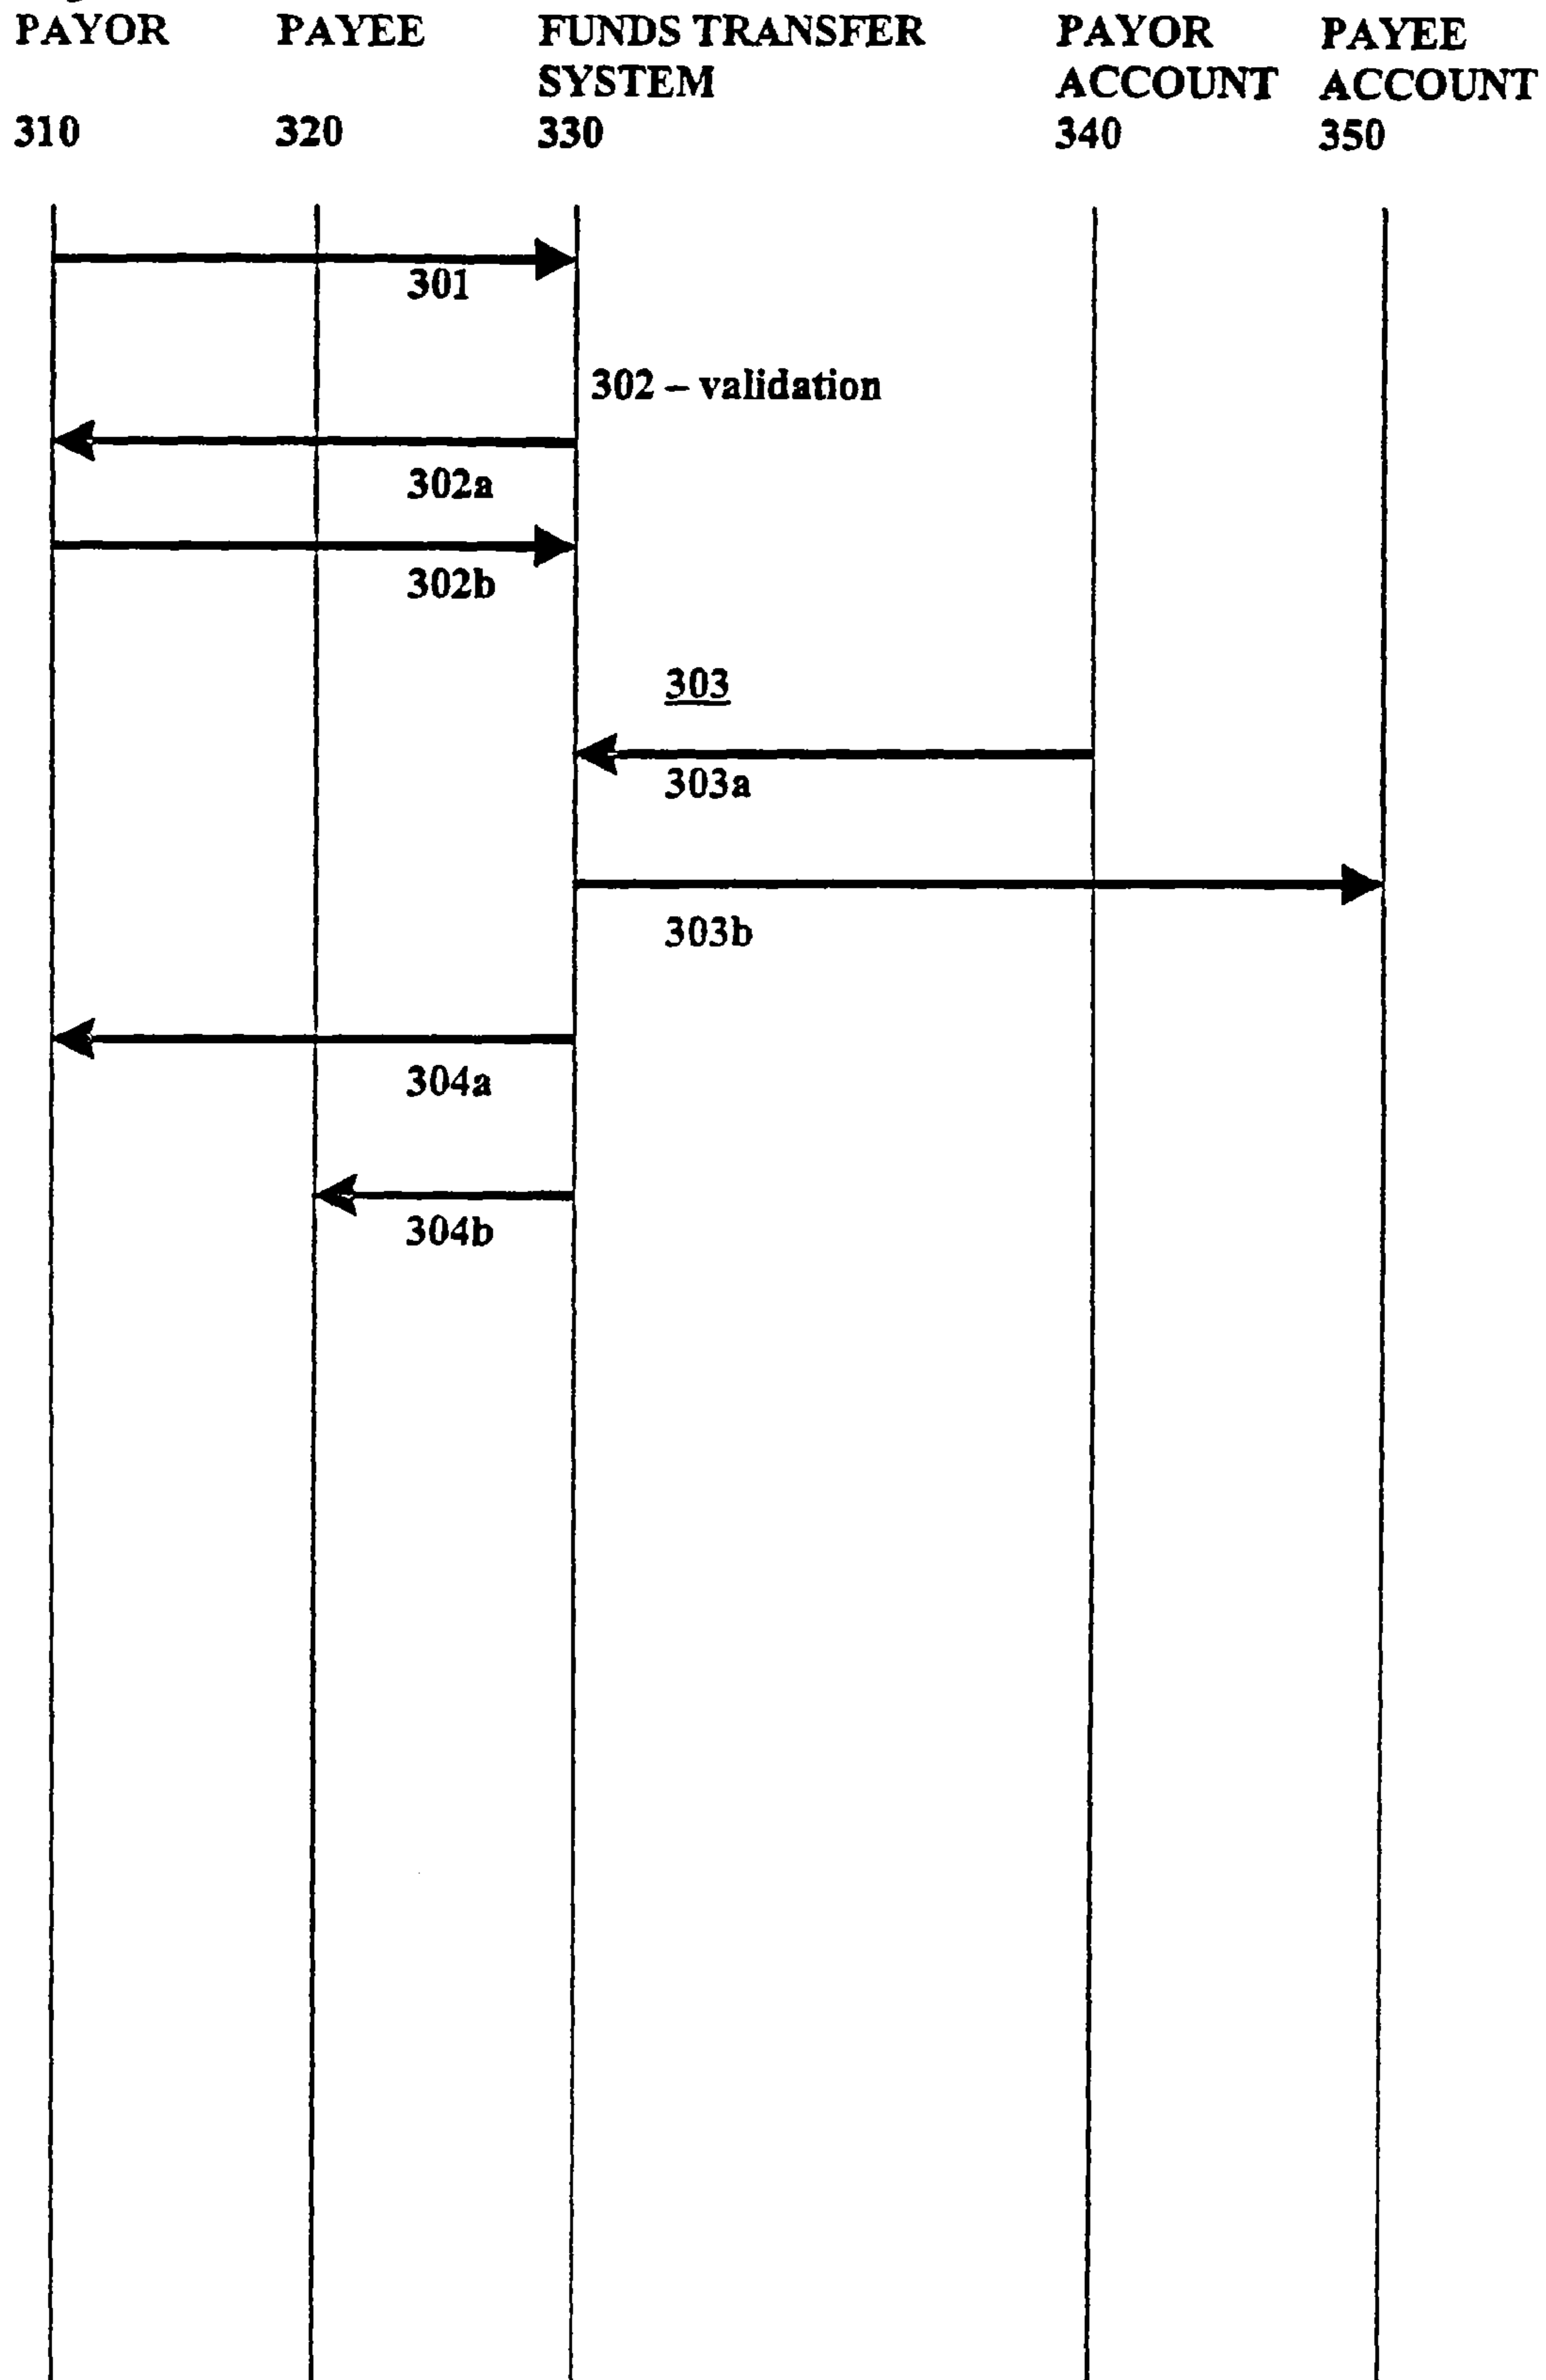 PAYOR
310
PAYEE
320
FUNDS TRANSFER
SYSTEM
330
PAYOR
ACCOUNT
340
PAYEE
ACCOUNT
350
301
302 – validation
302a
302b
303
303a
303b
304a
304b